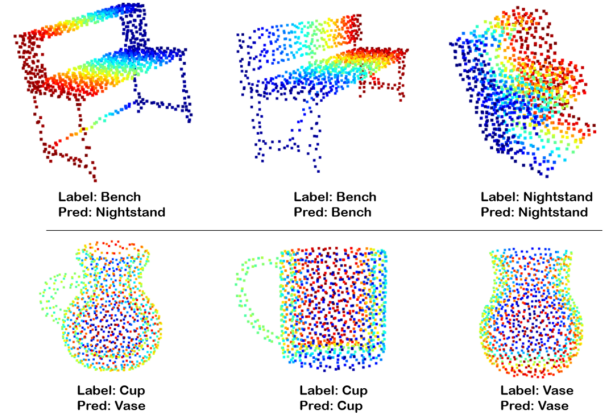 Label: Bench
Pred: Nightstand
Label: Bench
Pred: Bench
Label: Nightstand
Pred: Nightstand
Label: Cup
Pred: Vase
Label: Cup
Pred: Cup
Label: Vase
Pred: Vase